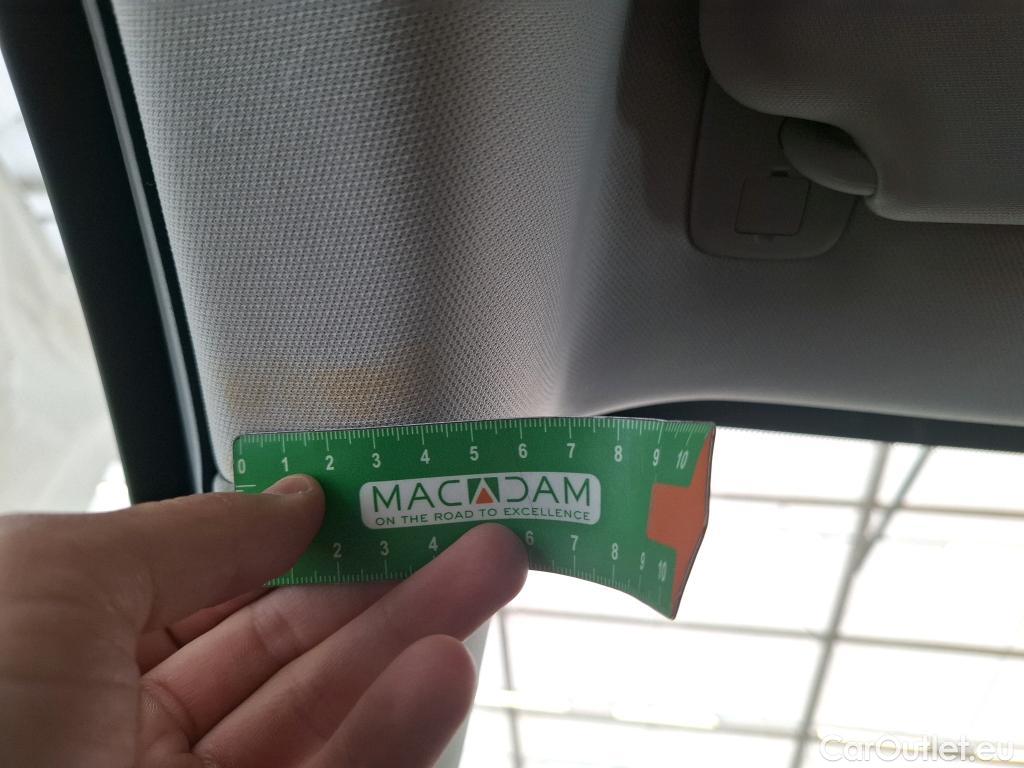 0 1 2 3 4 5 6 7 8 9 10
MACADAM
ON THE ROAD TO EXCELLENCE
2 3 4 6 7 8 9 10
CarOutlet.eu